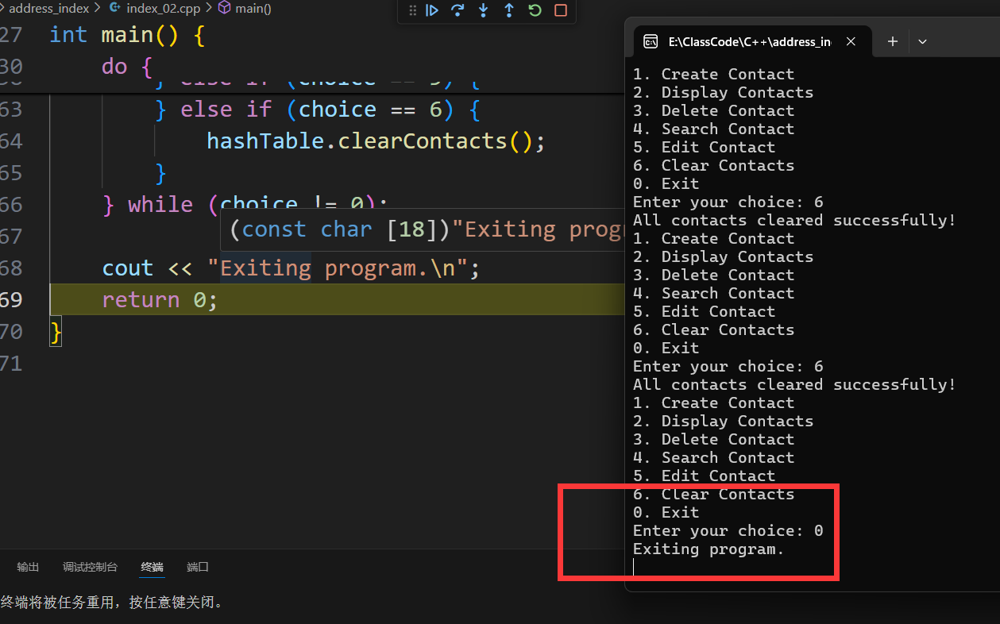 address_index > index_02.cpp > main()
27 int main() {
30 do {
} else if (choice == 5) {
63 } else if (choice == 6) {
64 hashTable.clearContacts();
65 }
66 } while (choice != 0);
67
(const char [18])"Exiting prog
68 cout << "Exiting program.\n";
69 return 0;
70 }
71
输出 调试控制台 终端 端口
终端将被任务重用，按任意键关闭。
E:\ClassCode\C++\address_in
1. Create Contact
2. Display Contacts
3. Delete Contact
4. Search Contact
5. Edit Contact
6. Clear Contacts
0. Exit
Enter your choice: 6
All contacts cleared successfully!
1. Create Contact
2. Display Contacts
3. Delete Contact
4. Search Contact
5. Edit Contact
6. Clear Contacts
0. Exit
Enter your choice: 6
All contacts cleared successfully!
1. Create Contact
2. Display Contacts
3. Delete Contact
4. Search Contact
5. Edit Contact
6. Clear Contacts
0. Exit
Enter your choice: 0
Exiting program.